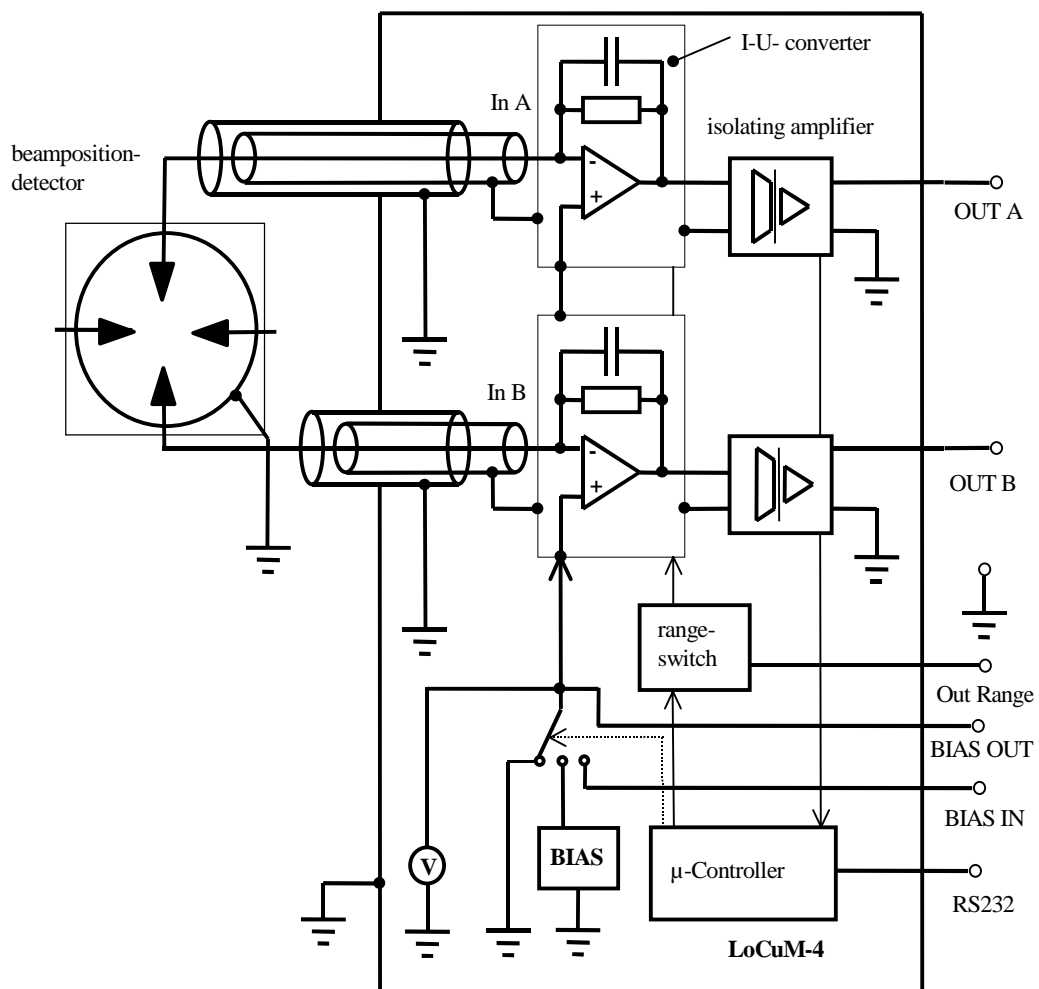 I-U- converter
In A
isolating amplifier
beamposition-
detector
-
+
OUT A
In B
-
+
OUT B
range-
switch
Out Range
BIAS OUT
BIAS IN
V
BIAS
µ-Controller
RS232
LoCuM-4